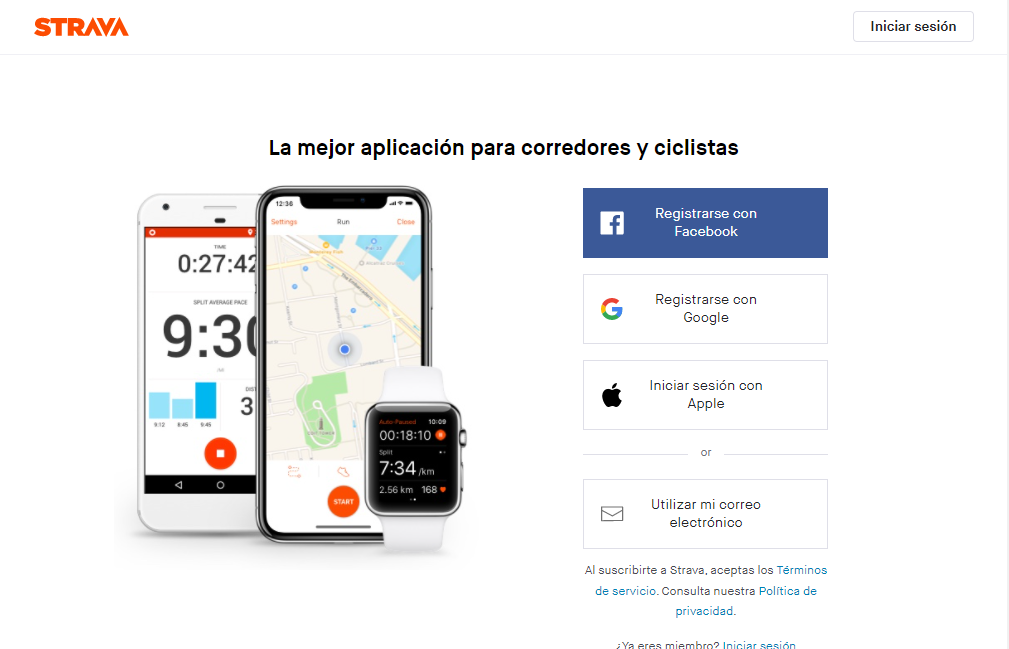 STRAVA
Iniciar sesión
La mejor aplicación para corredores y ciclistas
TIME
0:27:42
SPLIT AVERAGE PACE
9:30
/mi
9:12 8:45 9:45
DIST
3
12:36
Settings Run Close
The Embarcadero
START
Auto Paused 10:09
00:18:10
Split
7:34 /km
2.56 km 168
Registrarse con
Facebook
Registrarse con
Google
Iniciar sesión con
Apple
or
Utilizar mi correo
electrónico
Al suscribirte a Strava, aceptas los Términos
de servicio. Consulta nuestra Política de
privacidad.
¿Ya eres miembro? Iniciar sesión